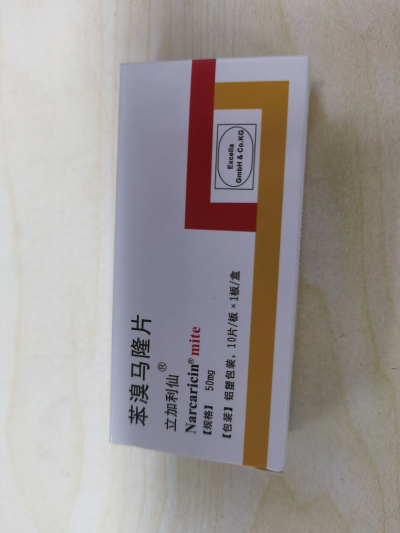 苯溴马隆片
立加利仙®
Narcaricin® mite
【规格】 50mg
【包装】铝塑包装，10片/板×1板/盒
Excella
GmbH & Co.KG